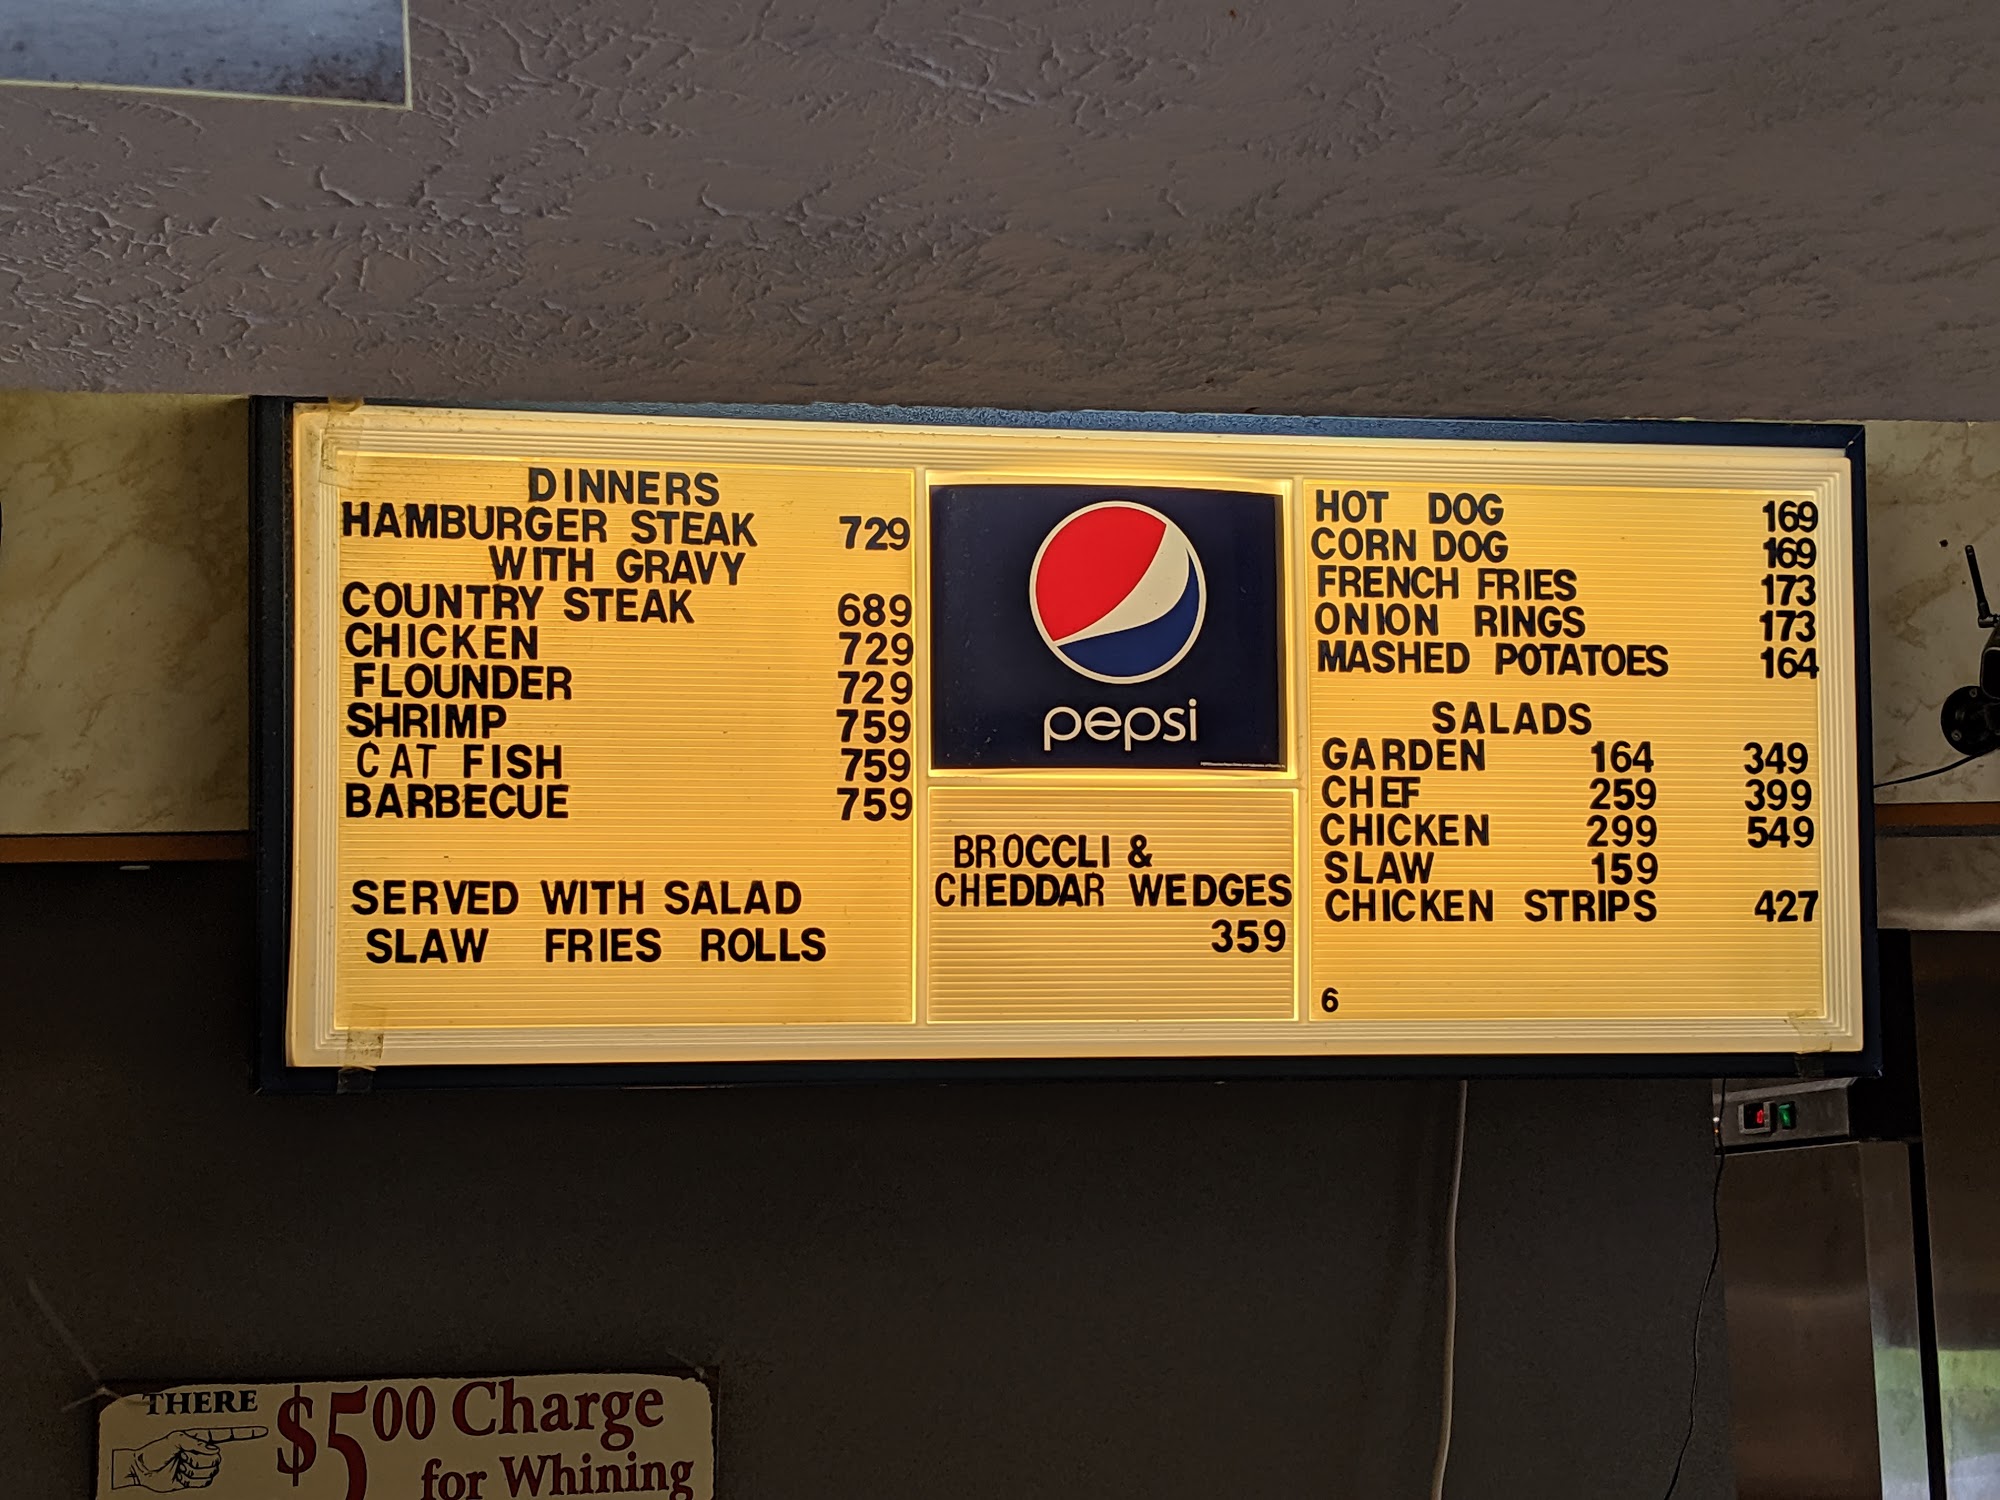 DINNERS
HAMBURGER STEAK 729
WITH GRAVY
COUNTRY STEAK 689
CHICKEN 729
FLOUNDER 729
SHRIMP 759
CAT FISH 759
BARBECUE 759
SERVED WITH SALAD
SLAW FRIES ROLLS
pepsi
BROCCLI &
CHEDDAR WEDGES
359
HOT DOG 169
CORN DOG 169
FRENCH FRIES 173
ONION RINGS 173
MASHED POTATOES 164
SALADS
GARDEN 164 349
CHEF 259 399
CHICKEN 299 549
SLAW 159
CHICKEN STRIPS 427
6
THERE
$500 Charge
for Whining